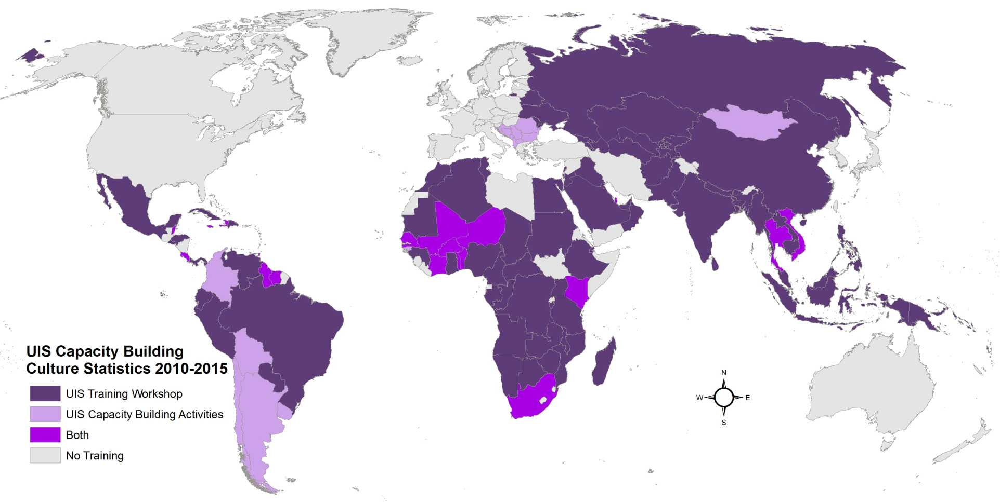 UIS Capacity Building
Culture Statistics 2010-2015
UIS Training Workshop
UIS Capacity Building Activities
Both
No Training
N
W E
S